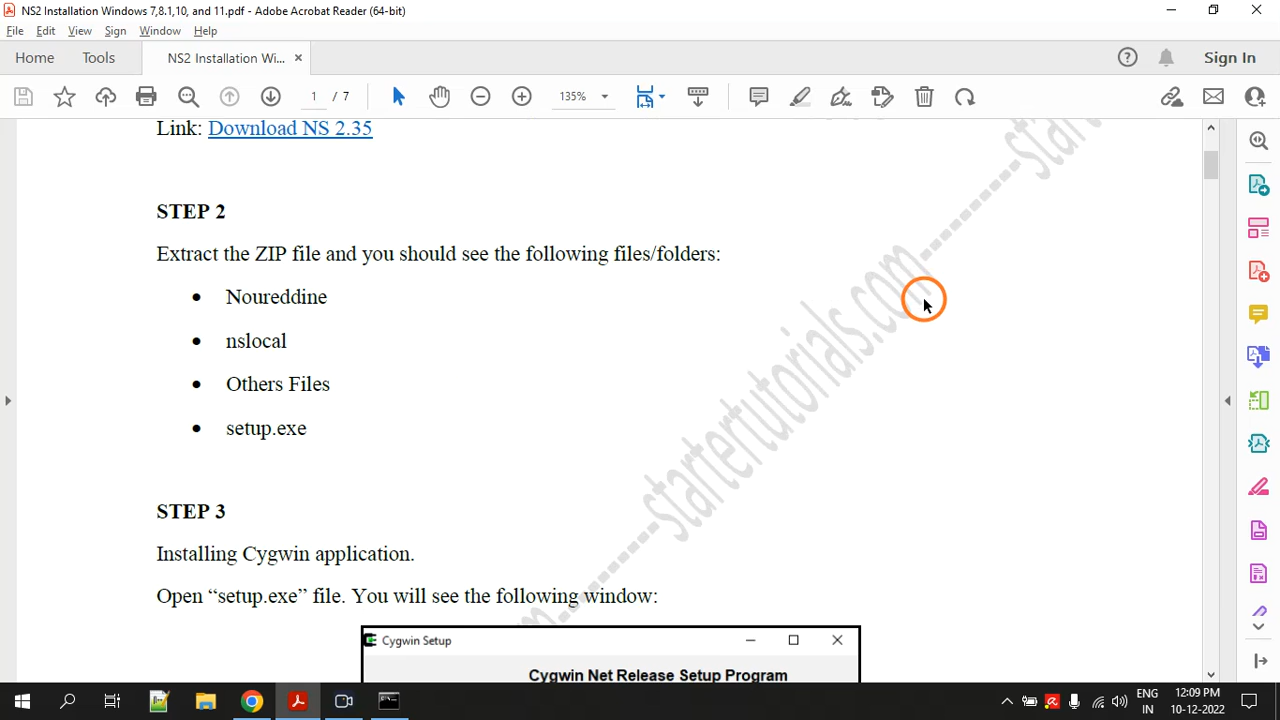 NS2 Installation Windows 7,8.1,10, and 11.pdf - Adobe Acrobat Reader (64-bit)
File Edit View Sign Window Help
Home Tools NS2 Installation Wi... × Sign In
1 / 7 135%
Link: Download NS 2.35
STEP 2
Extract the ZIP file and you should see the following files/folders:
• Noureddine
• nslocal
• Others Files
• setup.exe
STEP 3
Installing Cygwin application.
Open “setup.exe” file. You will see the following window:
Cygwin Setup
Cygwin Net Release Setup Program
m.------startertutorials.com------start
ENG 12:09 PM
IN 10-12-2022